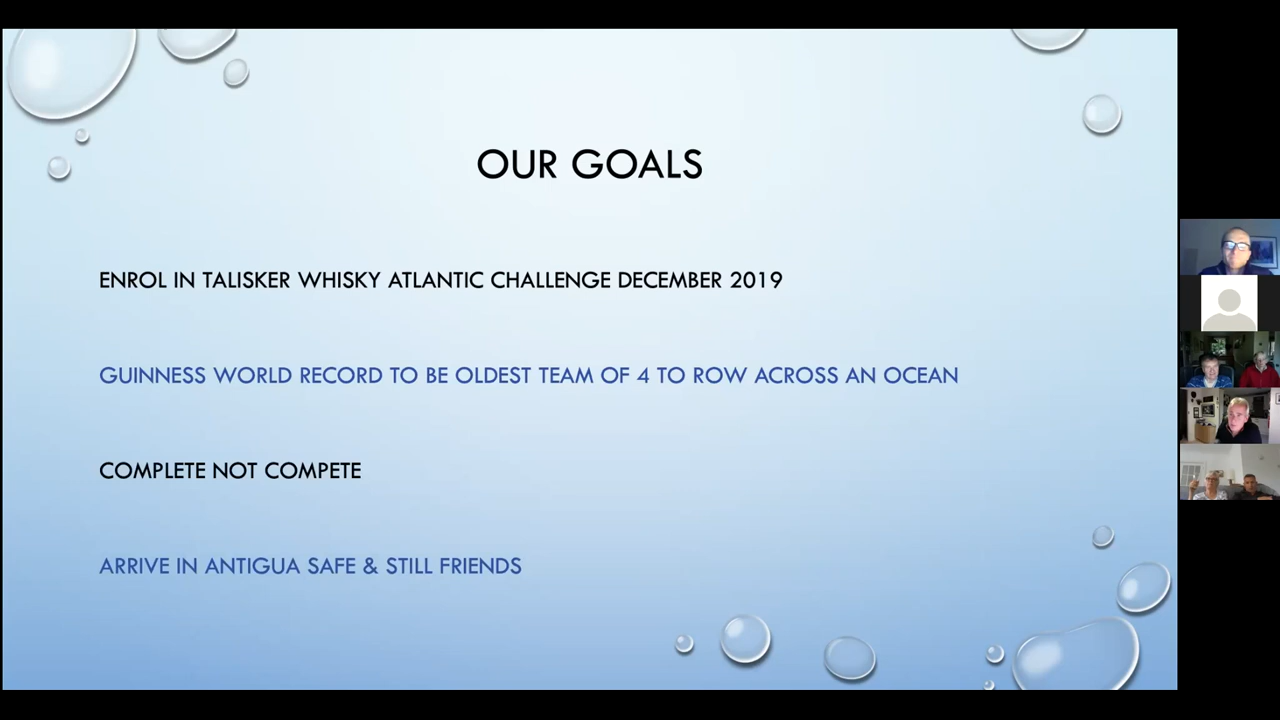 OUR GOALS
ENROL IN TALISKER WHISKY ATLANTIC CHALLENGE DECEMBER 2019
GUINNESS WORLD RECORD TO BE OLDEST TEAM OF 4 TO ROW ACROSS AN OCEAN
COMPLETE NOT COMPETE
ARRIVE IN ANTIGUA SAFE & STILL FRIENDS